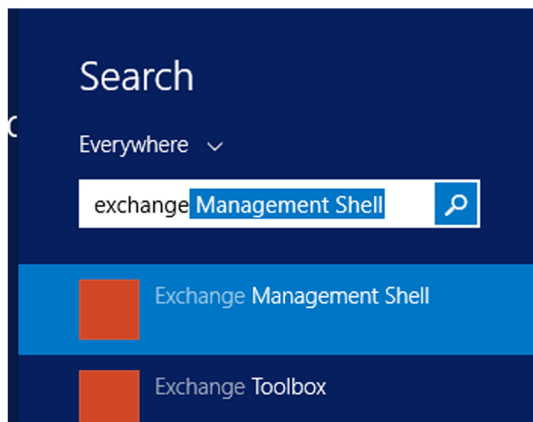 Search
Everywhere
exchange Management Shell
Exchange Management Shell
Exchange Toolbox